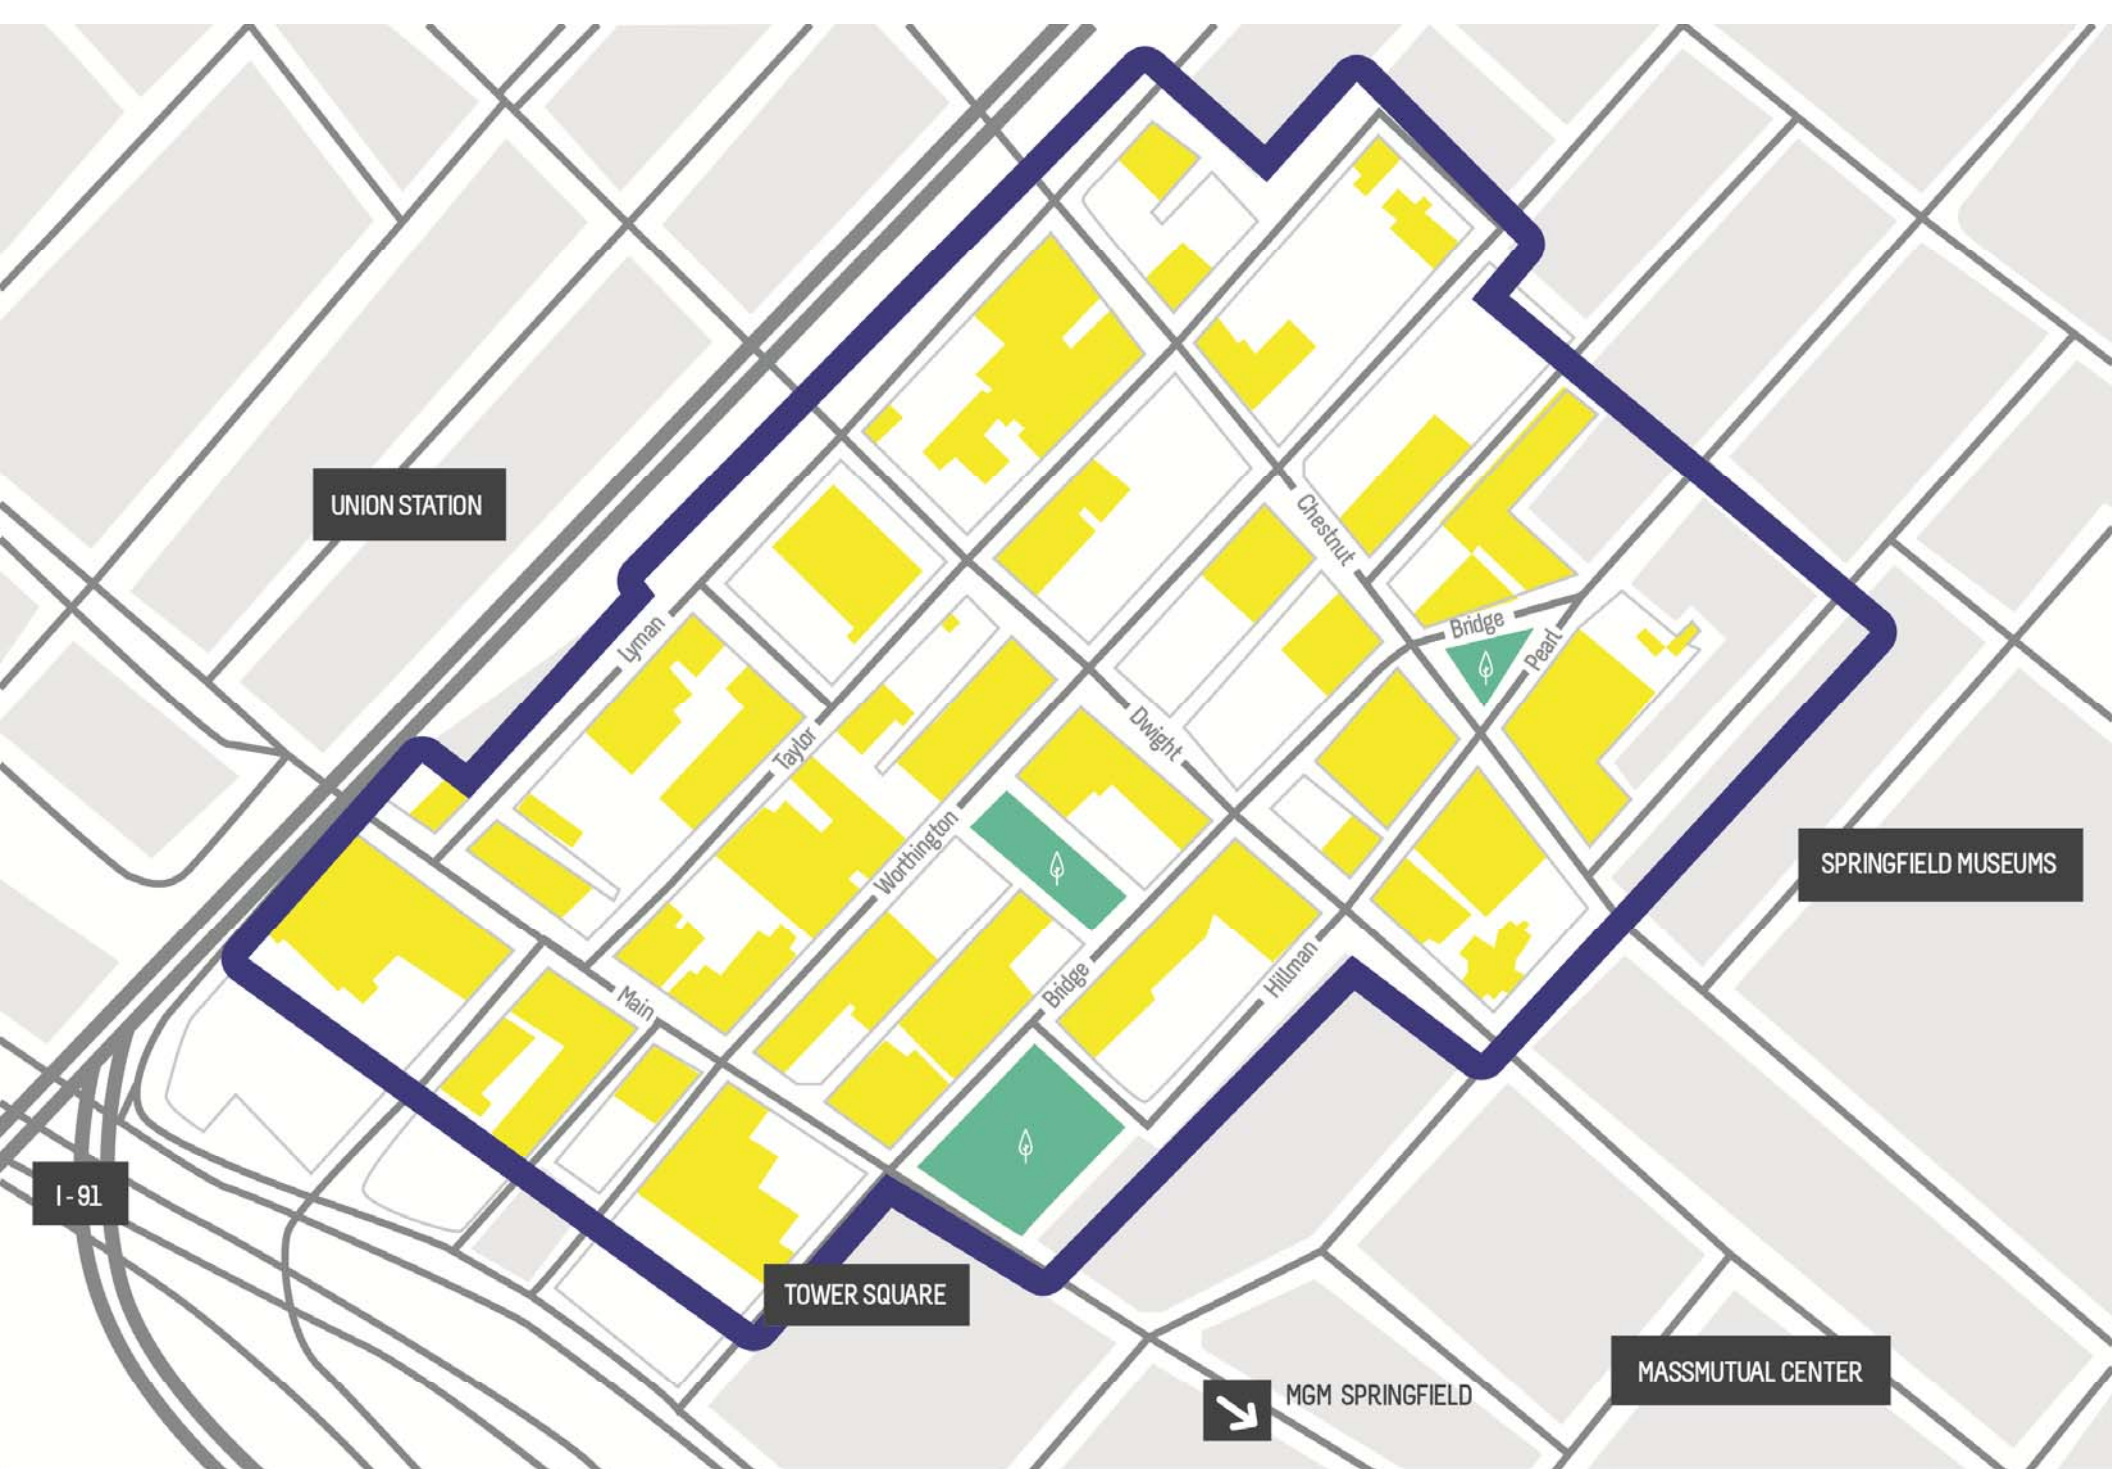 UNION STATION
Chestnut
Bridge
Lyman
Pearl
Dwight
Taylor
Worthington
SPRINGFIELD MUSEUMS
Hillman
Bridge
Main
I-91
TOWER SQUARE
MASSMUTUAL CENTER
MGM SPRINGFIELD